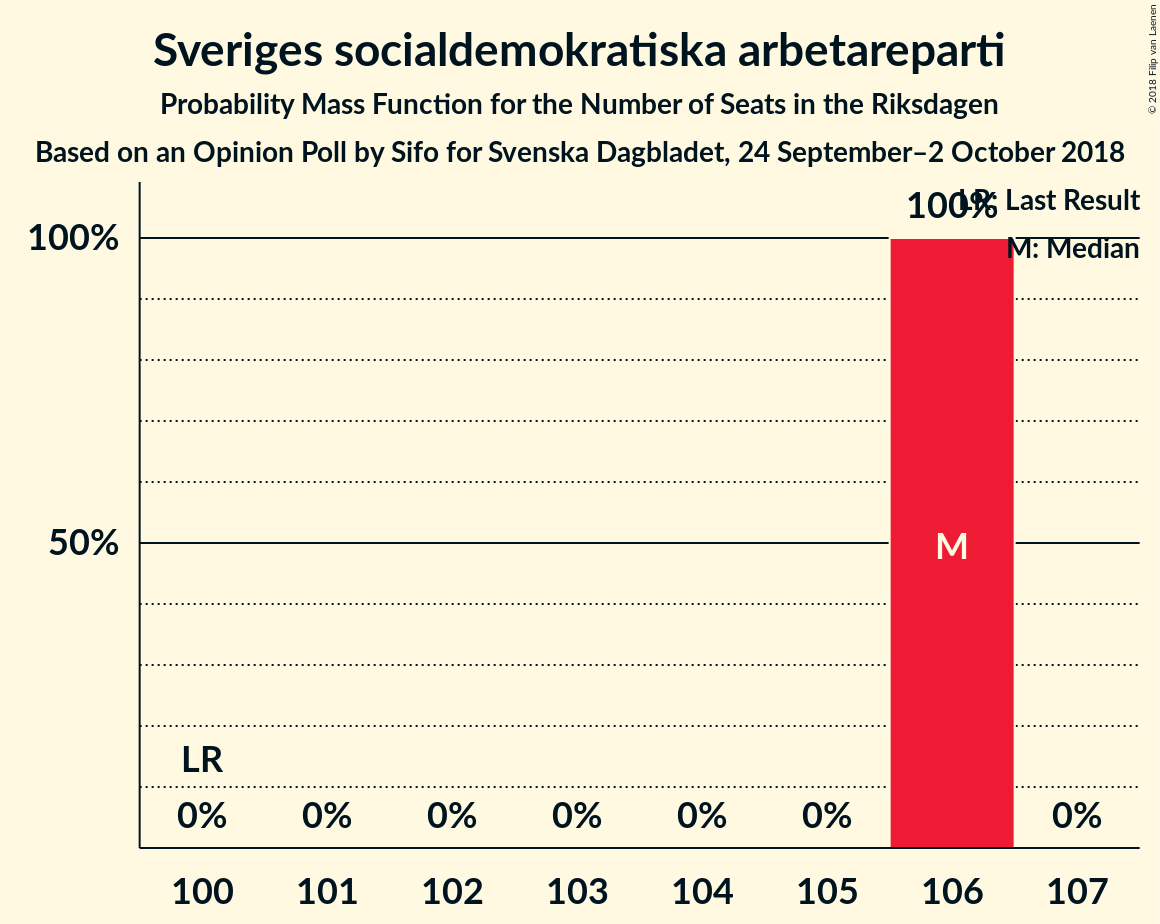 Sveriges socialdemokratiska arbetareparti
Probability Mass Function for the Number of Seats in the Riksdagen
Based on an Opinion Poll by Sifo for Svenska Dagbladet, 24 September–2 October 2018
© 2018 Filip van Laenen
LR: Last Result
M: Median
100%
100%
50%
M
LR
0% 0% 0% 0% 0% 0% 0%
100 101 102 103 104 105 106 107